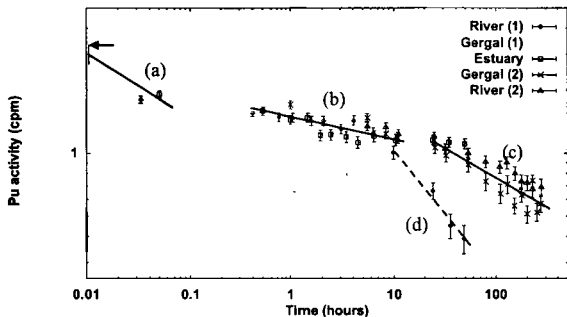 River (1)
Gergal (1)
Estuary
Gergal (2)
River (2)
(a)
(b)
(c)
(d)
Pu activity (cpm)
1
0.01
0.1
1
10
100
Time (hours)